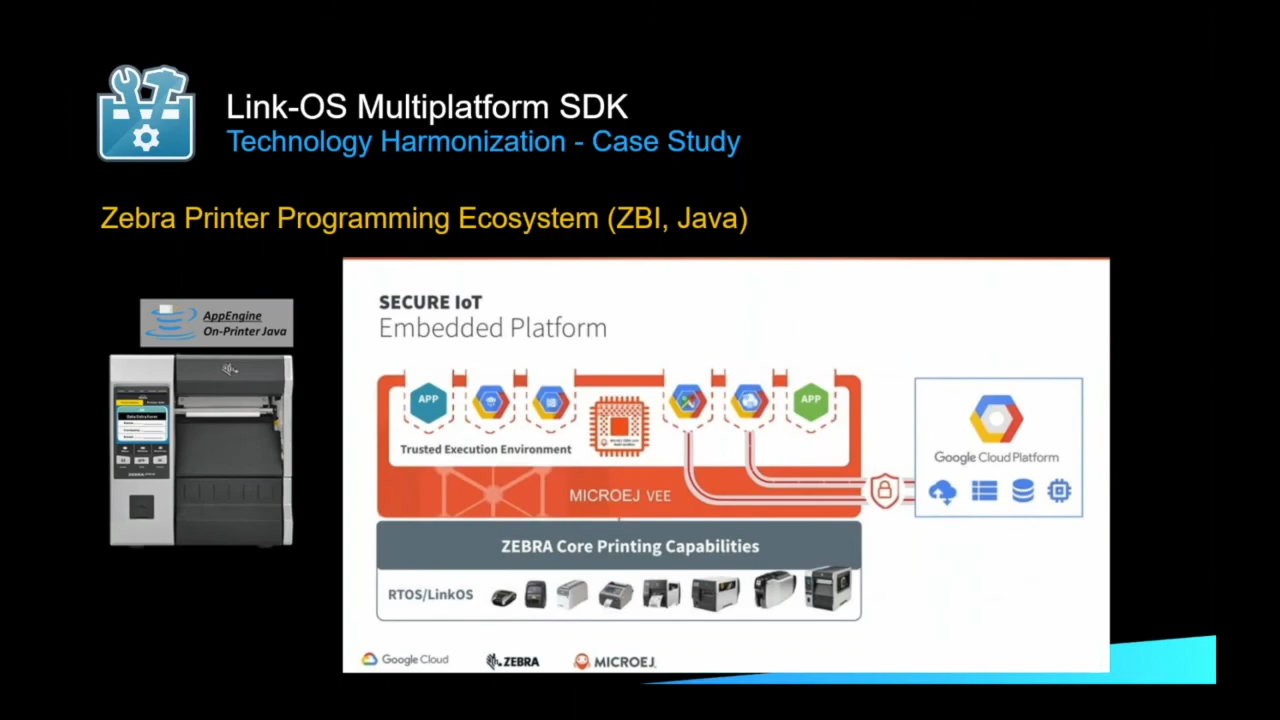 Link-OS Multiplatform SDK
Technology Harmonization - Case Study
Zebra Printer Programming Ecosystem (ZBI, Java)
AppEngine
On-Printer Java
SECURE IoT
Embedded Platform
APP
APP
Trusted Execution Environment
MICROEJ VEE
Google Cloud Platform
ZEBRA Core Printing Capabilities
RTOS/LinkOS
Google Cloud
ZEBRA
MICROEJ.